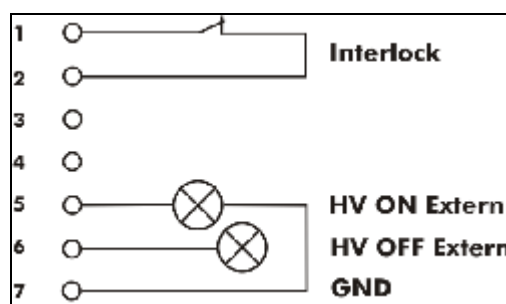 1
Interlock
2
3
4
5 HV ON Extern
6 HV OFF Extern
7 GND